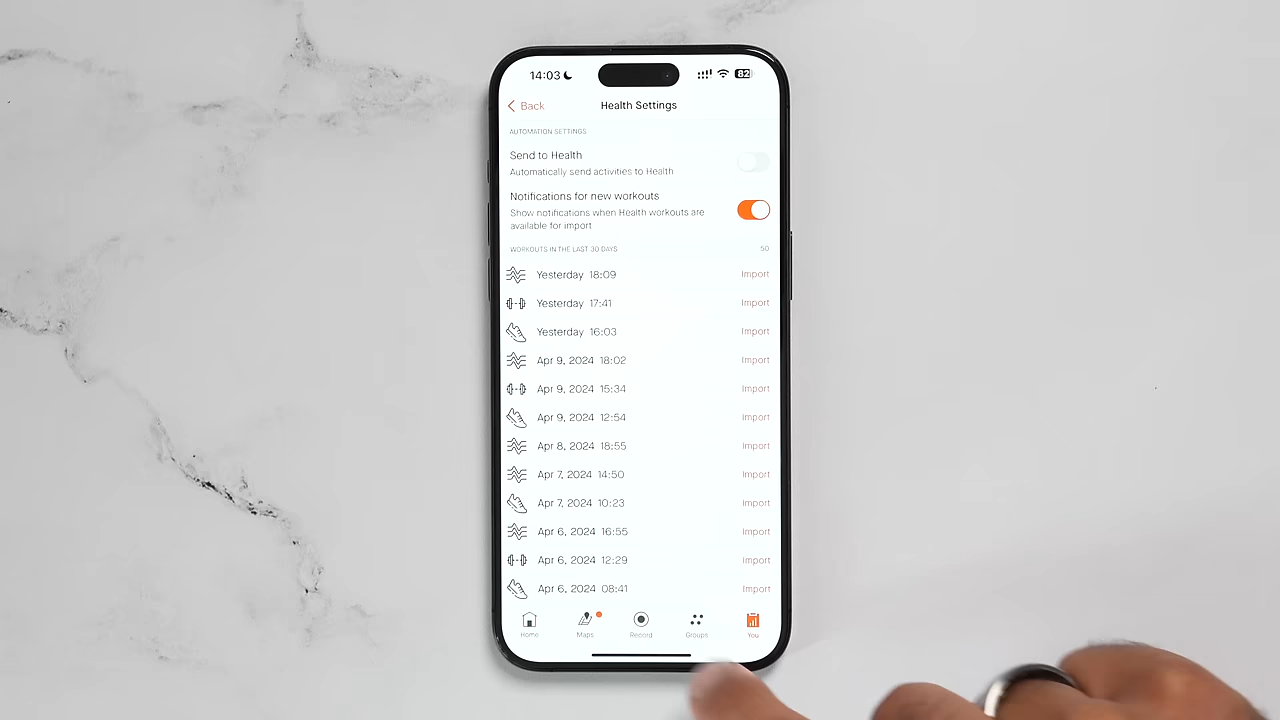 14:03 82
Back Health Settings
AUTOMATION SETTINGS
Send to Health
Automatically send activities to Health
Notifications for new workouts
Show notifications when Health workouts are
available for import
WORKOUTS IN THE LAST 30 DAYS 50
Yesterday 18:09 Import
Yesterday 17:41 Import
Yesterday 16:03 Import
Apr 9, 2024 18:02 Import
Apr 9, 2024 15:34 Import
Apr 9, 2024 12:54 Import
Apr 8, 2024 18:55 Import
Apr 7, 2024 14:50 Import
Apr 7, 2024 10:23 Import
Apr 6, 2024 16:55 Import
Apr 6, 2024 12:29 Import
Apr 6, 2024 08:41 Import
Home Maps Record Groups You